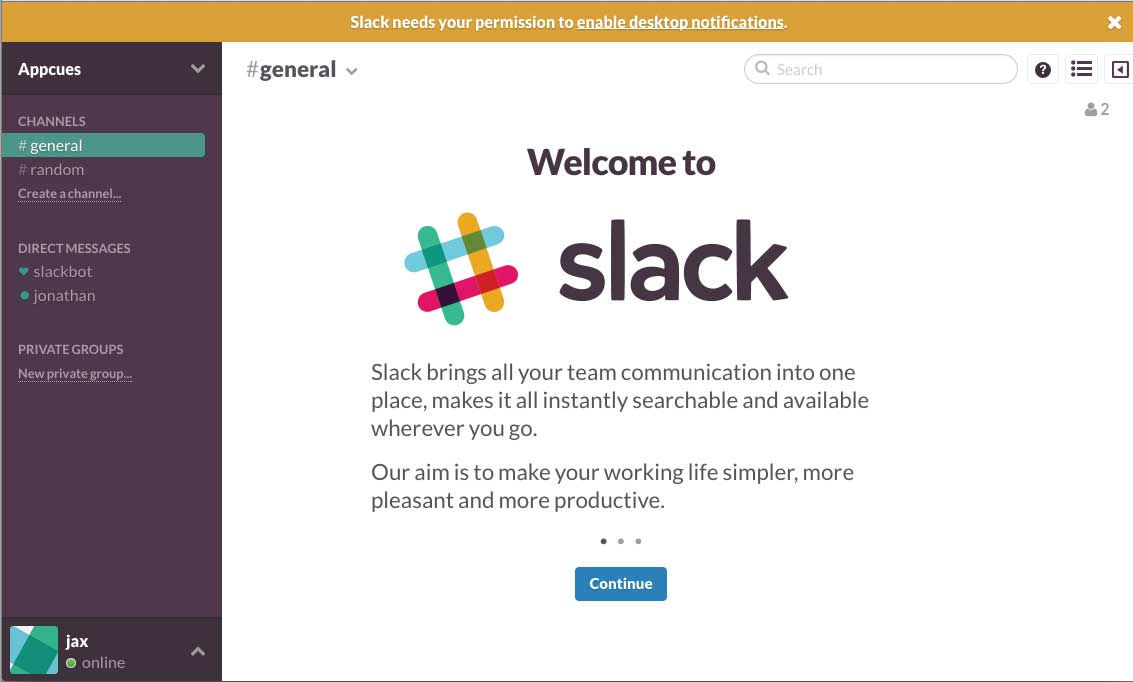 Slack needs your permission to enable desktop notifications.
Appcues
#general
Search
2
CHANNELS
# general
# random
Create a channel...
DIRECT MESSAGES
slackbot
jonathan
PRIVATE GROUPS
New private group...
Welcome to
slack
Slack brings all your team communication into one
place, makes it all instantly searchable and available
wherever you go.
Our aim is to make your working life simpler, more
pleasant and more productive.
Continue
jax
online